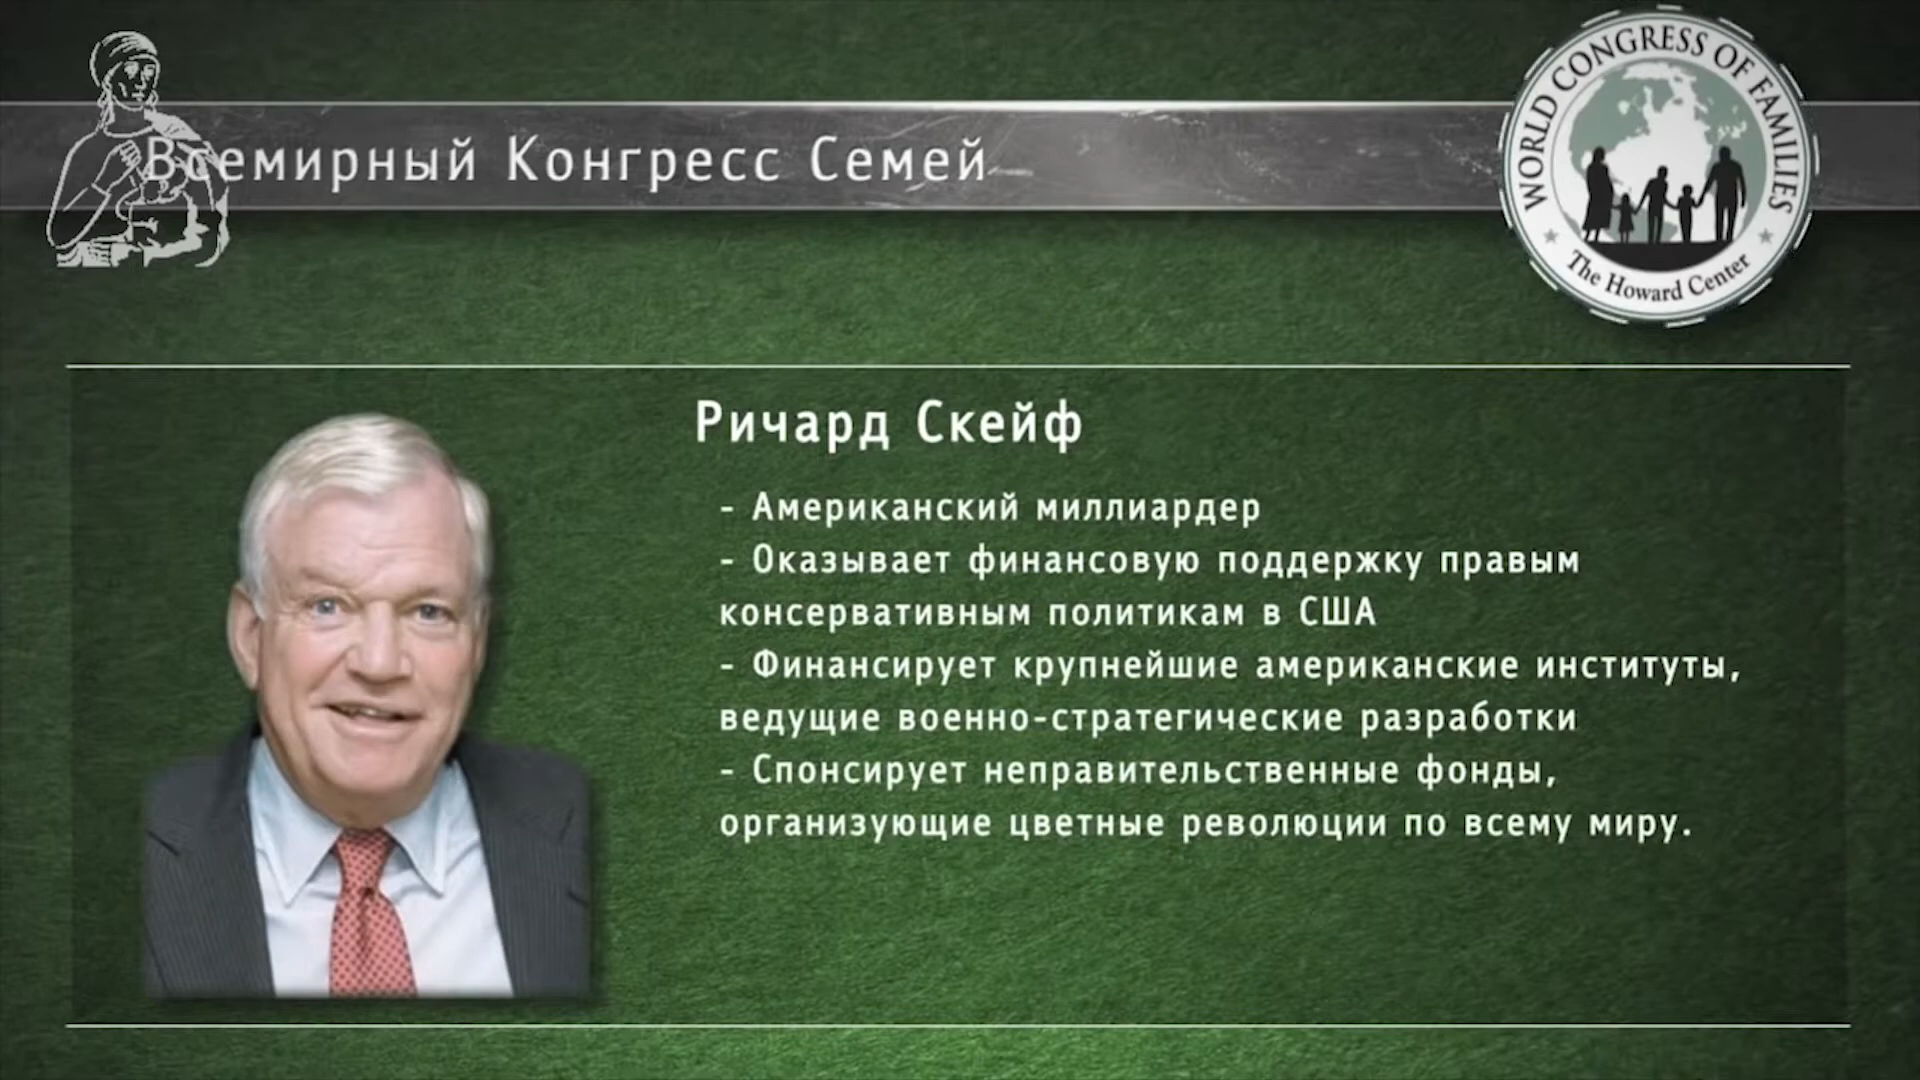 Всемирный Конгресс Семей
WORLD CONGRESS OF FAMILIES
The Howard Center
Ричард Скейф
- Американский миллиардер
- Оказывает финансовую поддержку правым
консервативным политикам в США
- Финансирует крупнейшие американские институты,
ведущие военно-стратегические разработки
- Спонсирует неправительственные фонды,
организующие цветные революции по всему миру.